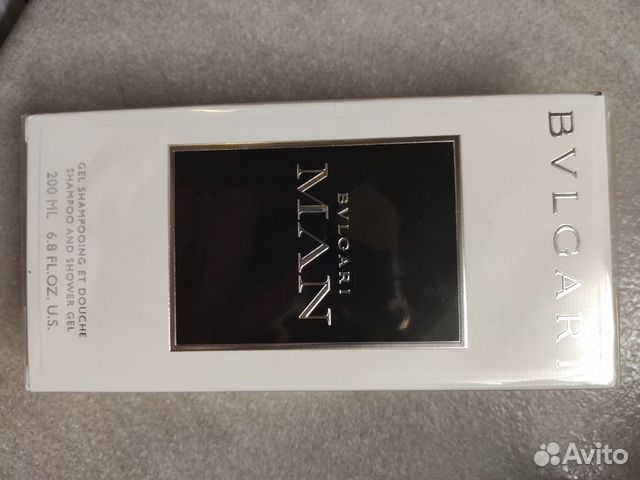 BVLGARI
BVLGARI
MAN
GEL SHAMPOOING ET DOUCHE
SHAMPOO AND SHOWER GEL
200 ML 6.8 FL.OZ. U.S.
Avito